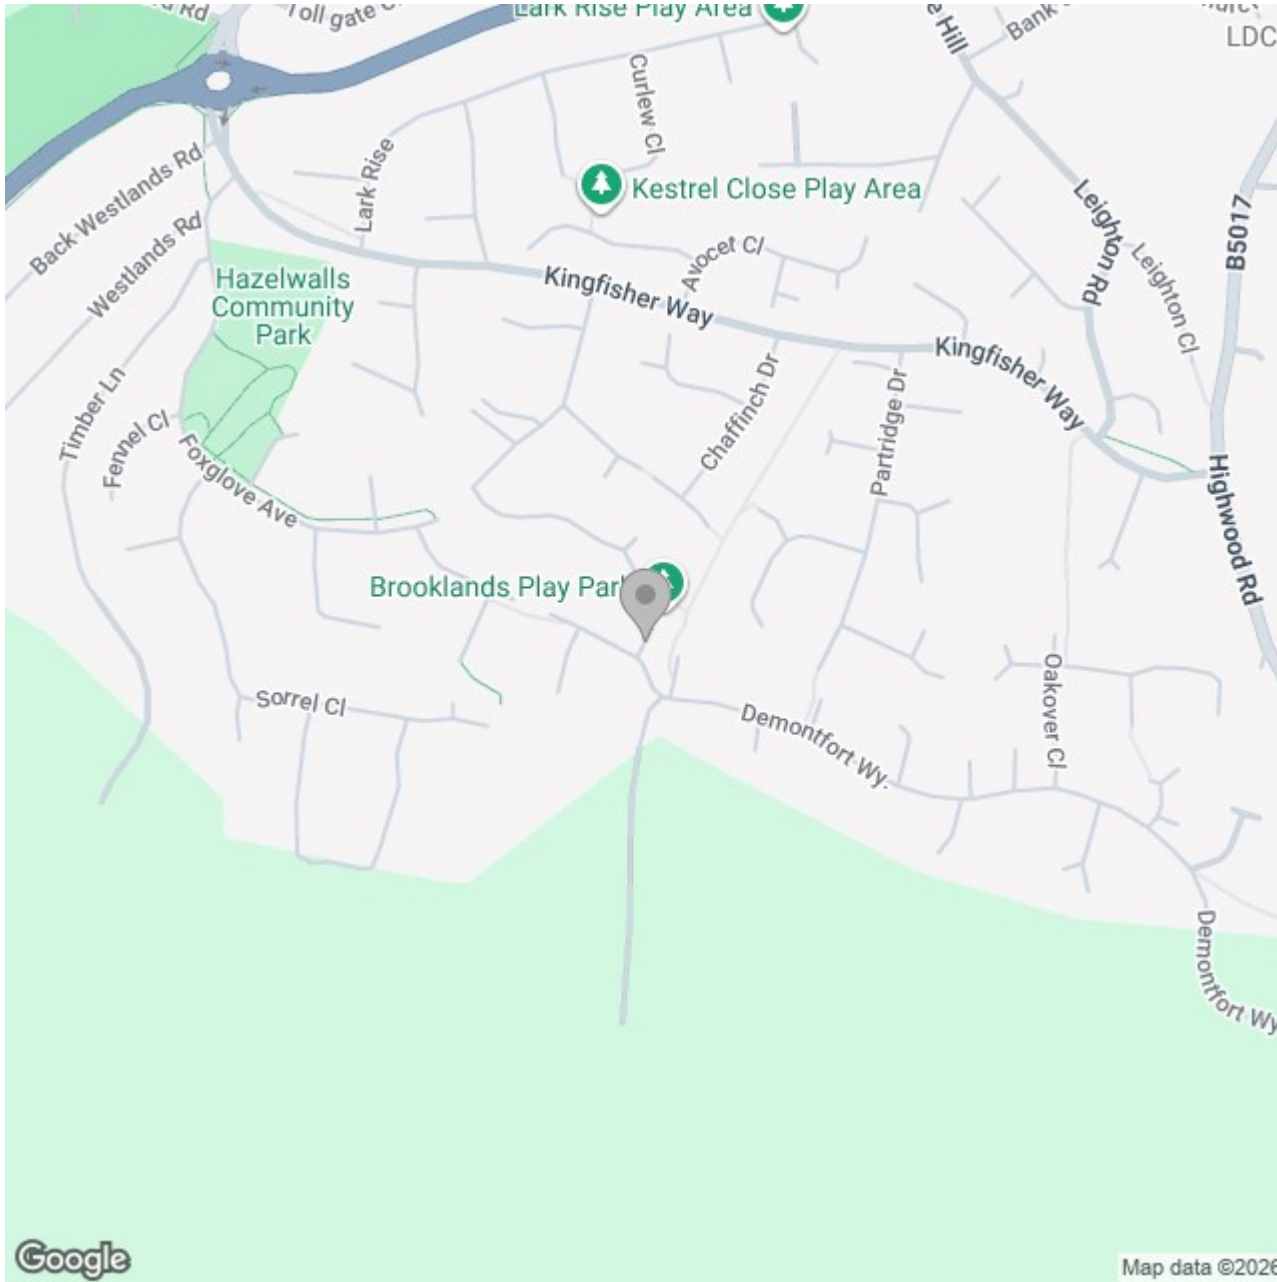 Toll gate
Lark Rise Play Area
Hill
Bank
LDC
Curlew Cl
Lark Rise
Back Westlands Rd
Westlands Rd
Kestrel Close Play Area
Leighton Rd
Leighton Cl
B5017
Avocet Cl
Hazelwalls
Community
Park
Kingfisher Way
Kingfisher Way
Chaffinch Dr
Partridge Dr
Timber Ln
Fennel Cl
Foxglove Ave
Highwood Rd
Brooklands Play Park
Sorrel Cl
Demontfort Wy.
Oakover Cl
Demontfort Wy
Google
Map data ©2026